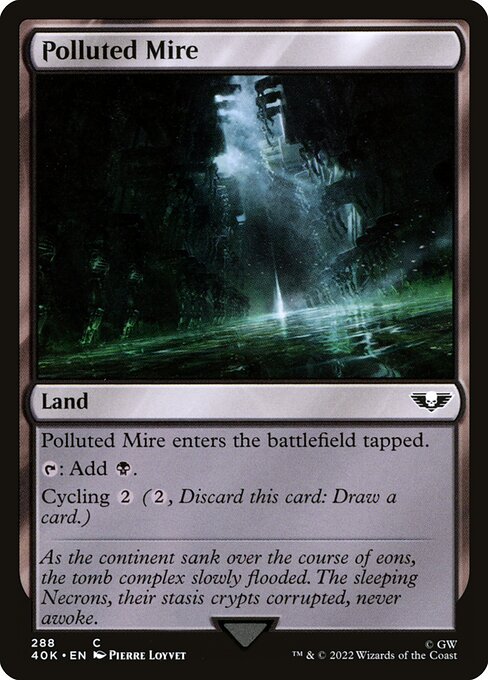 Polluted Mire
Land
Polluted Mire enters the battlefield tapped.
: Add .
Cycling 2 (2, Discard this card: Draw a
card.)
As the continent sank over the course of eons,
the tomb complex slowly flooded. The sleeping
Necrons, their stasis crypts corrupted, never
awoke.
288 C
40K • EN Pierre Loyvet
© GW
™ & © 2022 Wizards of the Coast